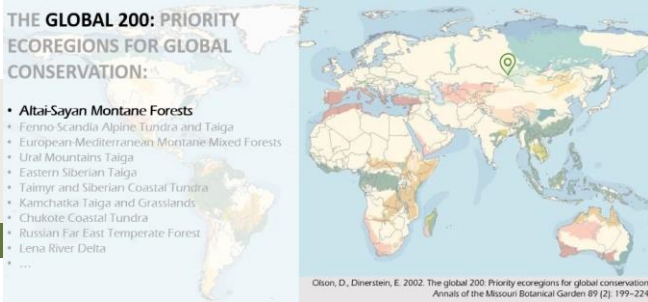 THE GLOBAL 200: PRIORITY
ECOREGIONS FOR GLOBAL
CONSERVATION:
• Altai-Sayan Montane Forests
• Fenno-Scandia Alpine Tundra and Taiga
• European-Mediterranean Montane Mixed Forests
• Ural Mountains Taiga
• Eastern Siberian Taiga
• Taimyr and Siberian Coastal Tundra
• Kamchatka Taiga and Grasslands
• Chukote Coastal Tundra
• Russian Far East Temperate Forest
• Lena River Delta
• ...
Olson, D., Dinerstein, E. 2002. The global 200: Priority ecoregions for global conservation
Annals of the Missouri Botanical Garden 89 (2): 199–224